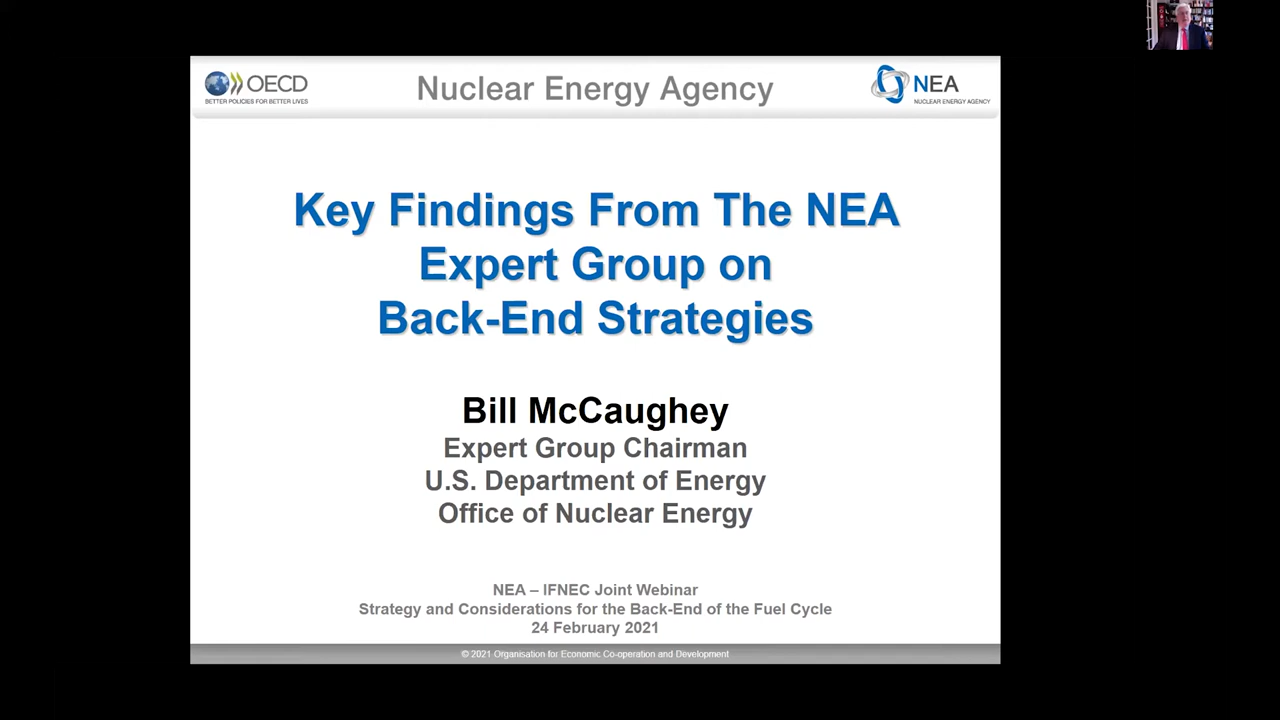 OECD
BETTER POLICIES FOR BETTER LIVES
Nuclear Energy Agency
NEA
NUCLEAR ENERGY AGENCY
Key Findings From The NEA
Expert Group on
Back-End Strategies
Bill McCaughey
Expert Group Chairman
U.S. Department of Energy
Office of Nuclear Energy
NEA – IFNEC Joint Webinar
Strategy and Considerations for the Back-End of the Fuel Cycle
24 February 2021
© 2021 Organisation for Economic Co-operation and Development